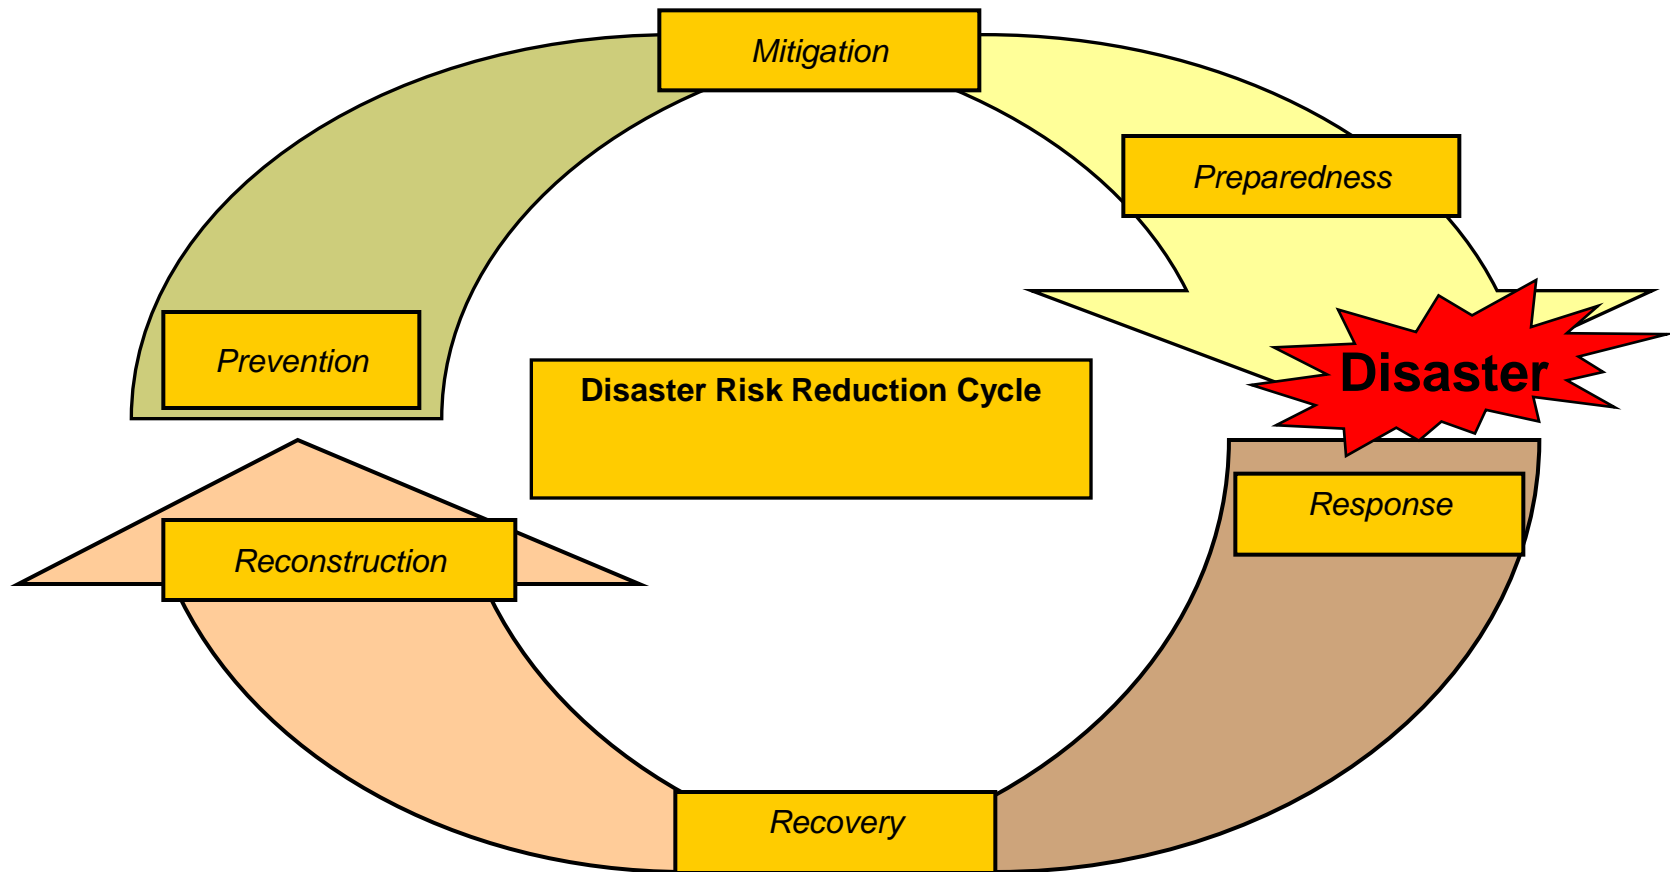 Mitigation
Preparedness
Prevention
Disaster Risk Reduction Cycle
Disaster
Response
Reconstruction
Recovery